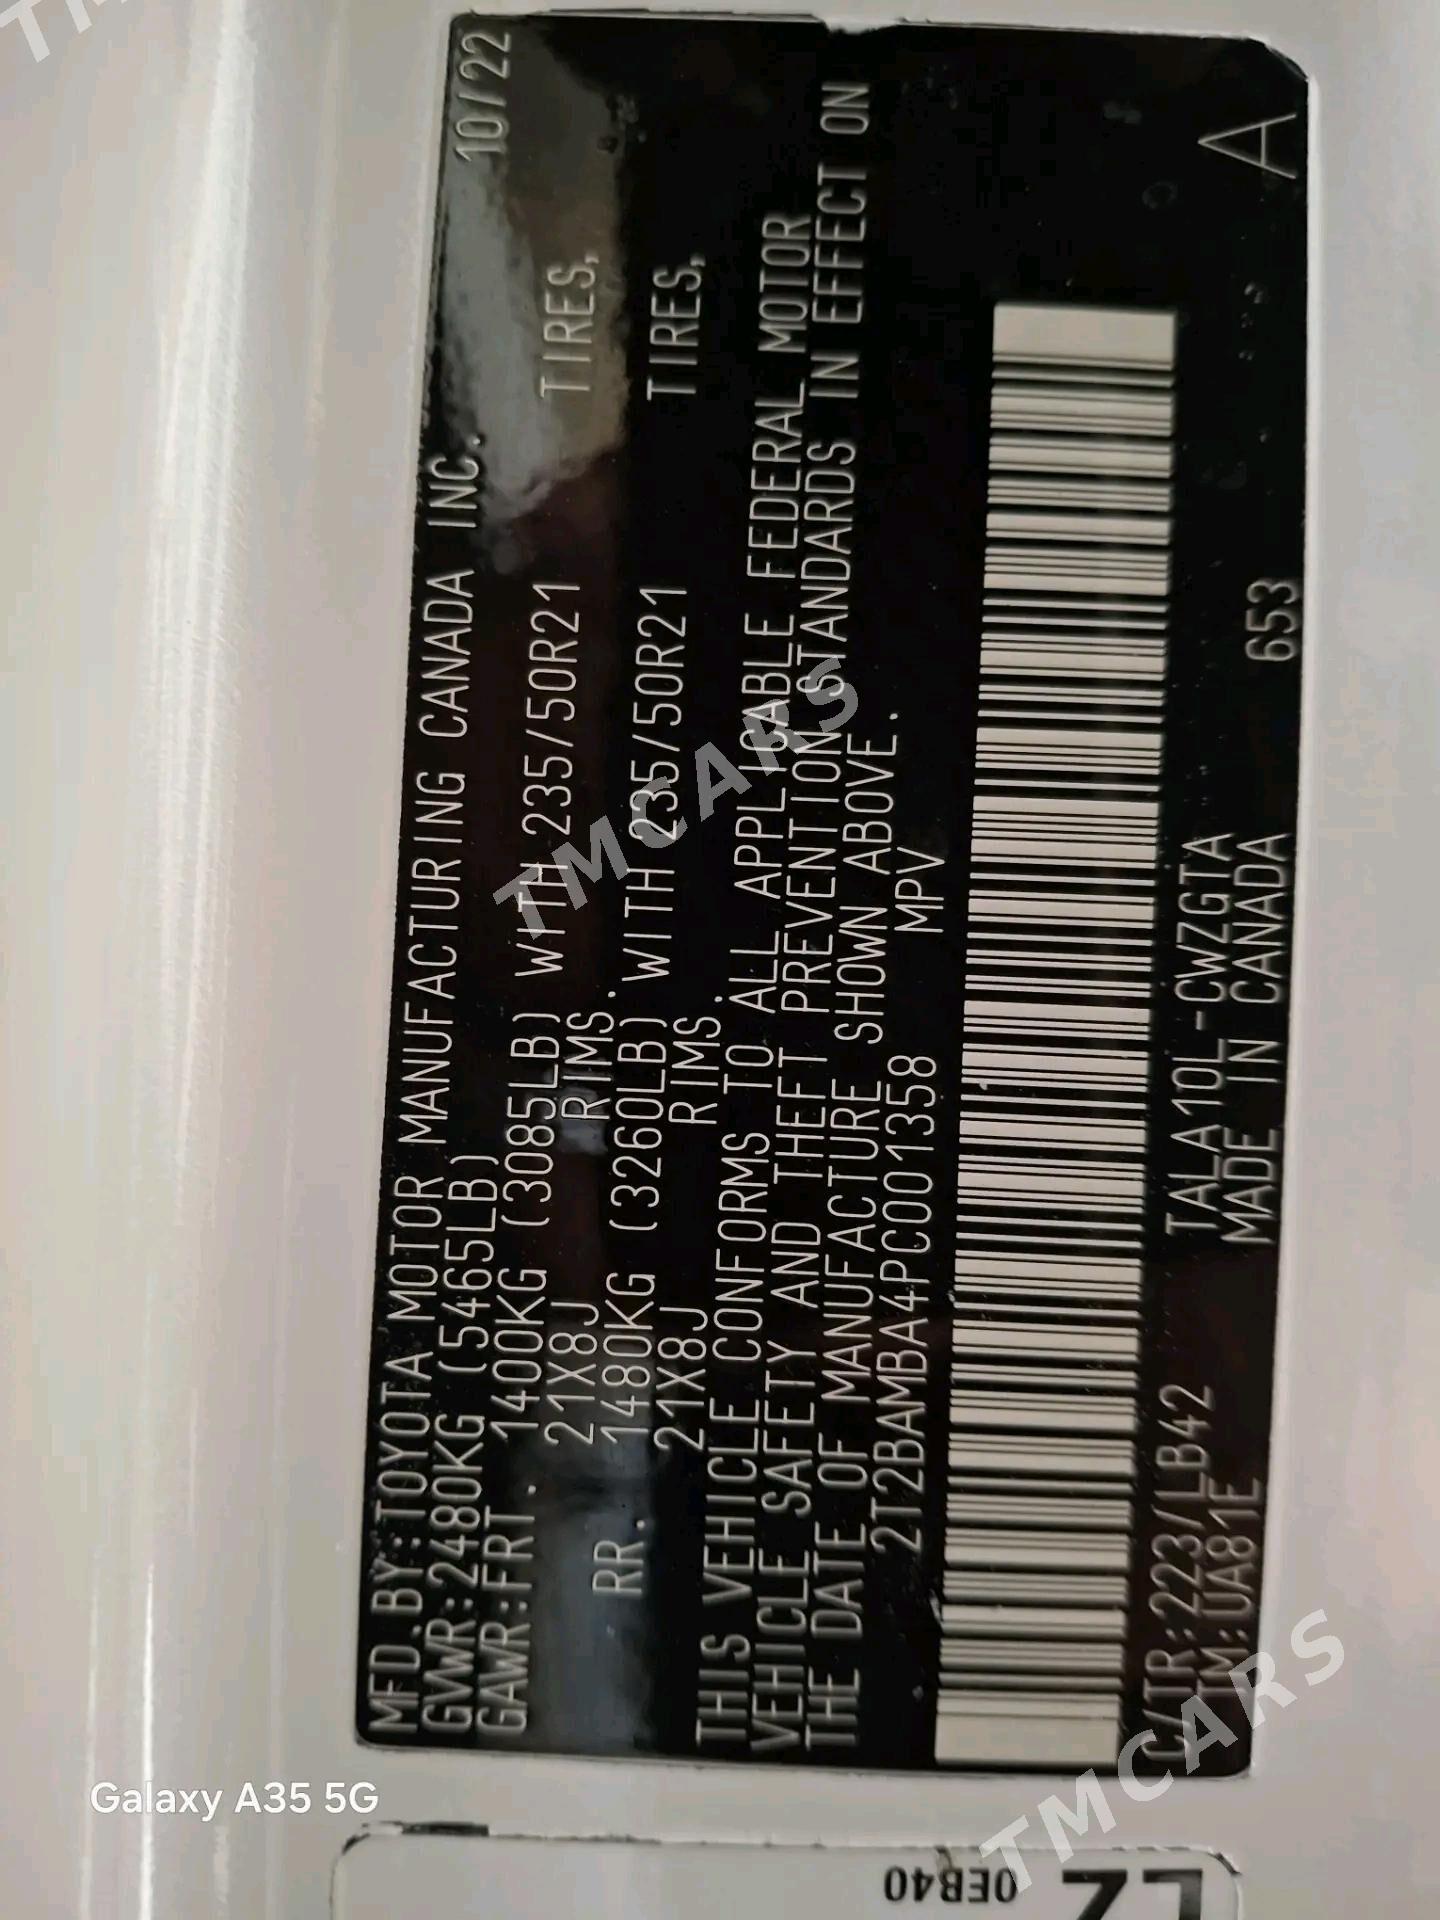 MFD.BY:TOYOTA MOTOR MANUFACTURING CANADA INC. 10/22
GVWR:2480KG (5465LB)
GAWR:FRT. 1400KG (3085LB) WITH 235/50R21 TIRES,
21X8J RIMS.
RR. 1480KG (3260LB) WITH 235/50R21 TIRES,
21X8J RIMS.
THIS VEHICLE CONFORMS TO ALL APPLICABLE FEDERAL MOTOR
VEHICLE SAFETY AND THEFT PREVENTION STANDARDS IN EFFECT ON
THE DATE OF MANUFACTURE SHOWN ABOVE.
2T2BAMBA4PC001358 MPV
C/TR:223/LB42 TALA10L-CWZGTA A
TM:UA81E MADE IN CANADA 653
0EB40
TMCARS
TMCARS
Galaxy A35 5G